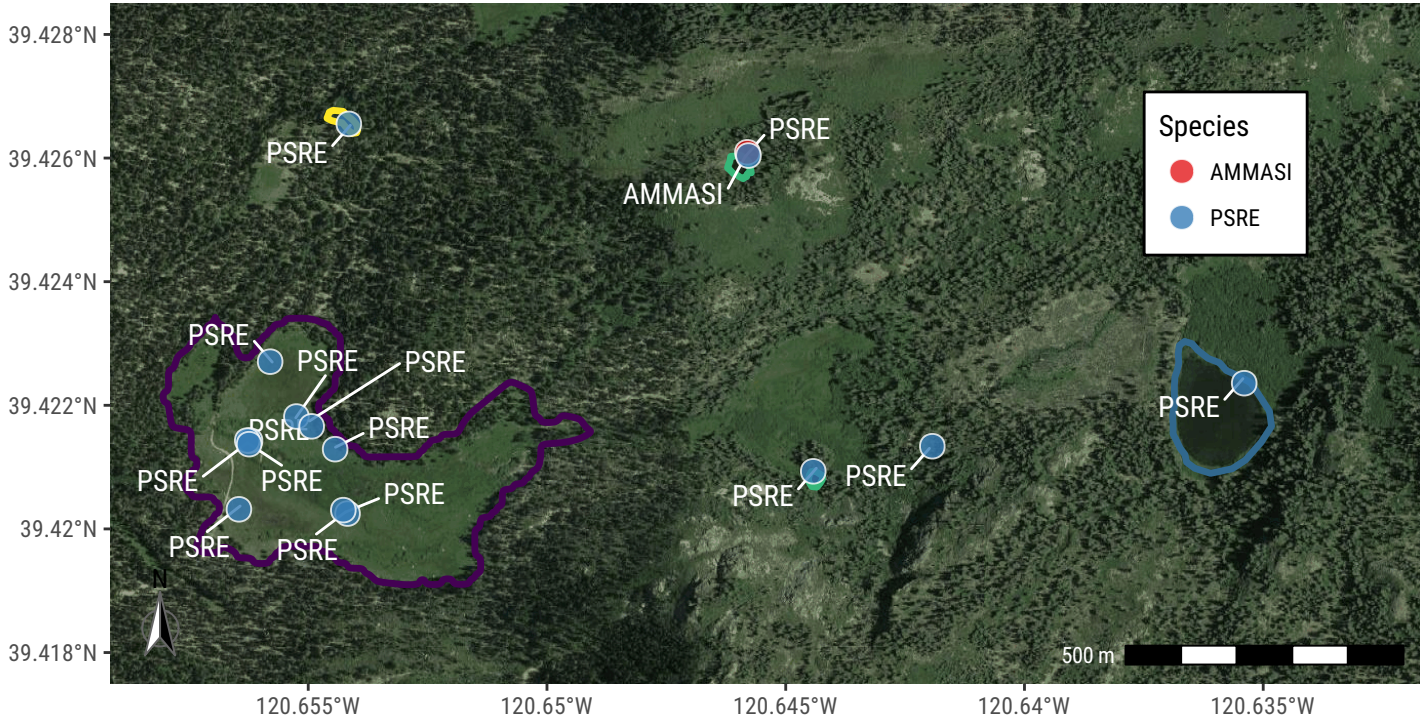 39.428°N
39.426°N
39.424°N
39.422°N
39.42°N
39.418°N
PSRE
PSRE
AMMASI
Species
AMMASI
PSRE
PSRE
PSRE
PSRE
PSRE
PSRE
PSRE
PSRE
PSRE
PSRE
PSRE
PSRE
PSRE
PSRE
N
500 m
120.655°W
120.65°W
120.645°W
120.64°W
120.635°W